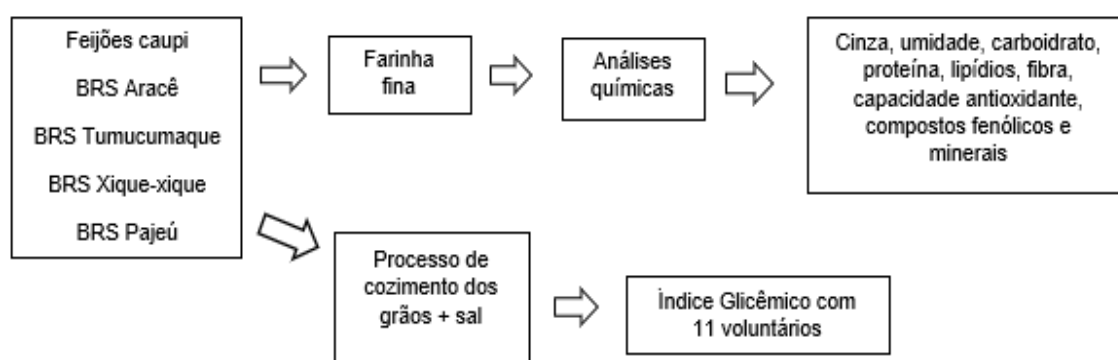 Feijões caupi
BRS Aracê
BRS Tumucumaque
BRS Xique-xique
BRS Pajeú
Farinha
fina
Análises
químicas
Cinza, umidade, carboidrato,
proteína, lipídios, fibra,
capacidade antioxidante,
compostos fenólicos e
minerais
Processo de
cozimento dos
grãos + sal
Índice Glicêmico com
11 voluntários